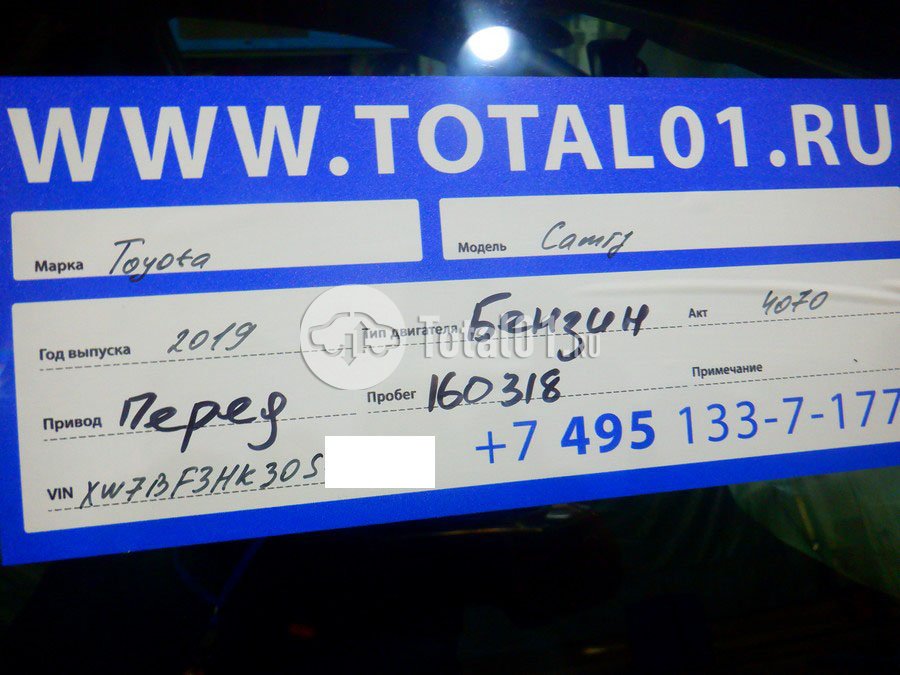 WWW.TOTAL01.RU
Марка Toyota Модель Camry
Год выпуска 2019 Тип двигателя Бензин Акт 4070
Total01.ru
Привод Перед Пробег 160318 Примечание
+7 495 133-7-177
VIN XW7BF3HK30S